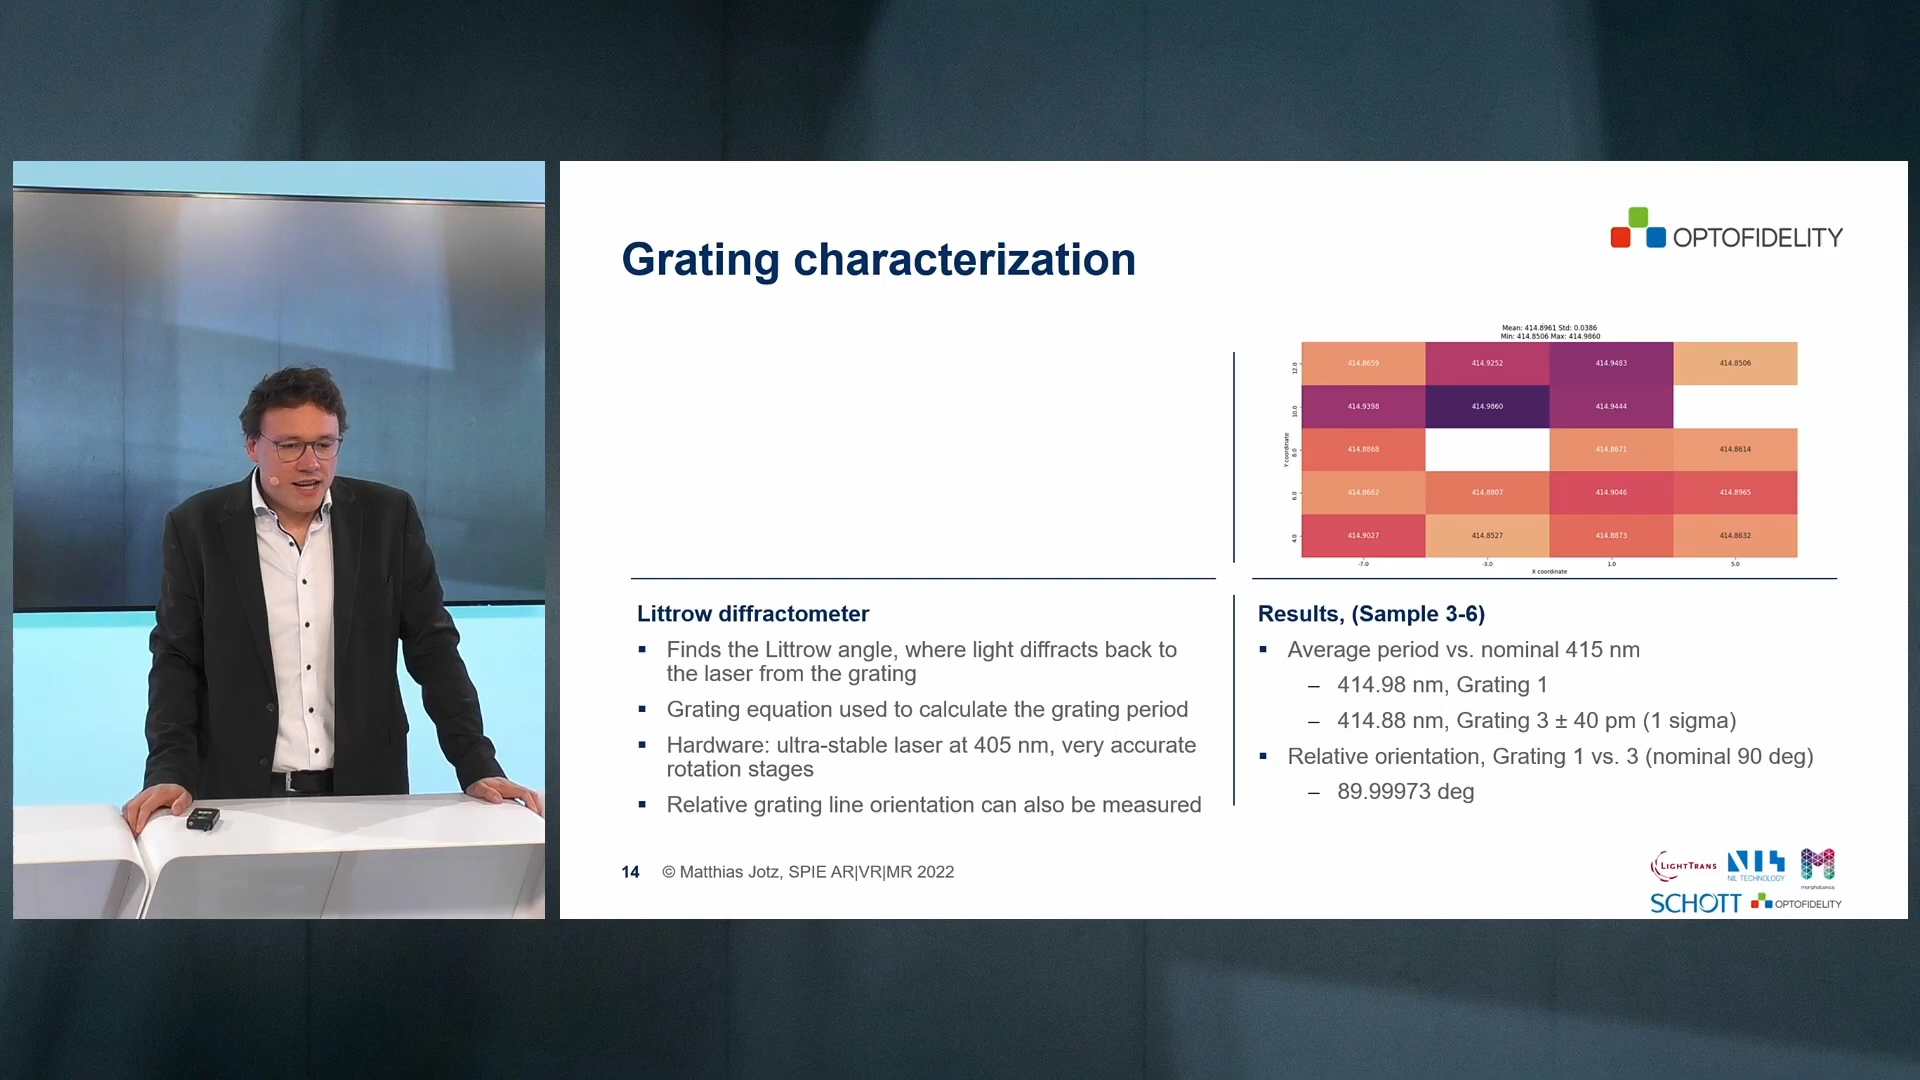 OPTOFIDELITY
Grating characterization
Mean: 414.8961 Std: 0.0386
Min: 414.8506 Max: 414.9860
12.0 414.8659 414.9252 414.9483 414.8506
10.0 414.9398 414.9860 414.9444
8.0 414.8868 414.8671 414.8614
6.0 414.8662 414.8807 414.9046 414.8965
4.0 414.9027 414.8527 414.8873 414.8632
Y coordinate
-7.0 -3.0 1.0 5.0
X coordinate
Littrow diffractometer
▪ Finds the Littrow angle, where light diffracts back to
the laser from the grating
▪ Grating equation used to calculate the grating period
▪ Hardware: ultra-stable laser at 405 nm, very accurate
rotation stages
▪ Relative grating line orientation can also be measured
Results, (Sample 3-6)
▪ Average period vs. nominal 415 nm
– 414.98 nm, Grating 1
– 414.88 nm, Grating 3 ± 40 pm (1 sigma)
▪ Relative orientation, Grating 1 vs. 3 (nominal 90 deg)
– 89.99973 deg
14 © Matthias Jotz, SPIE AR|VR|MR 2022
LIGHTTRANS
NIL TECHNOLOGY
morphotonics
SCHOTT
OPTOFIDELITY